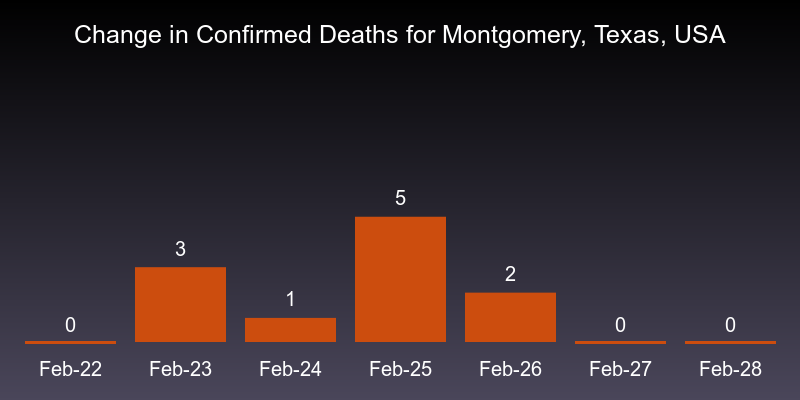 Change in Confirmed Deaths for Montgomery, Texas, USA
0 3 1 5 2 0 0
Feb-22 Feb-23 Feb-24 Feb-25 Feb-26 Feb-27 Feb-28